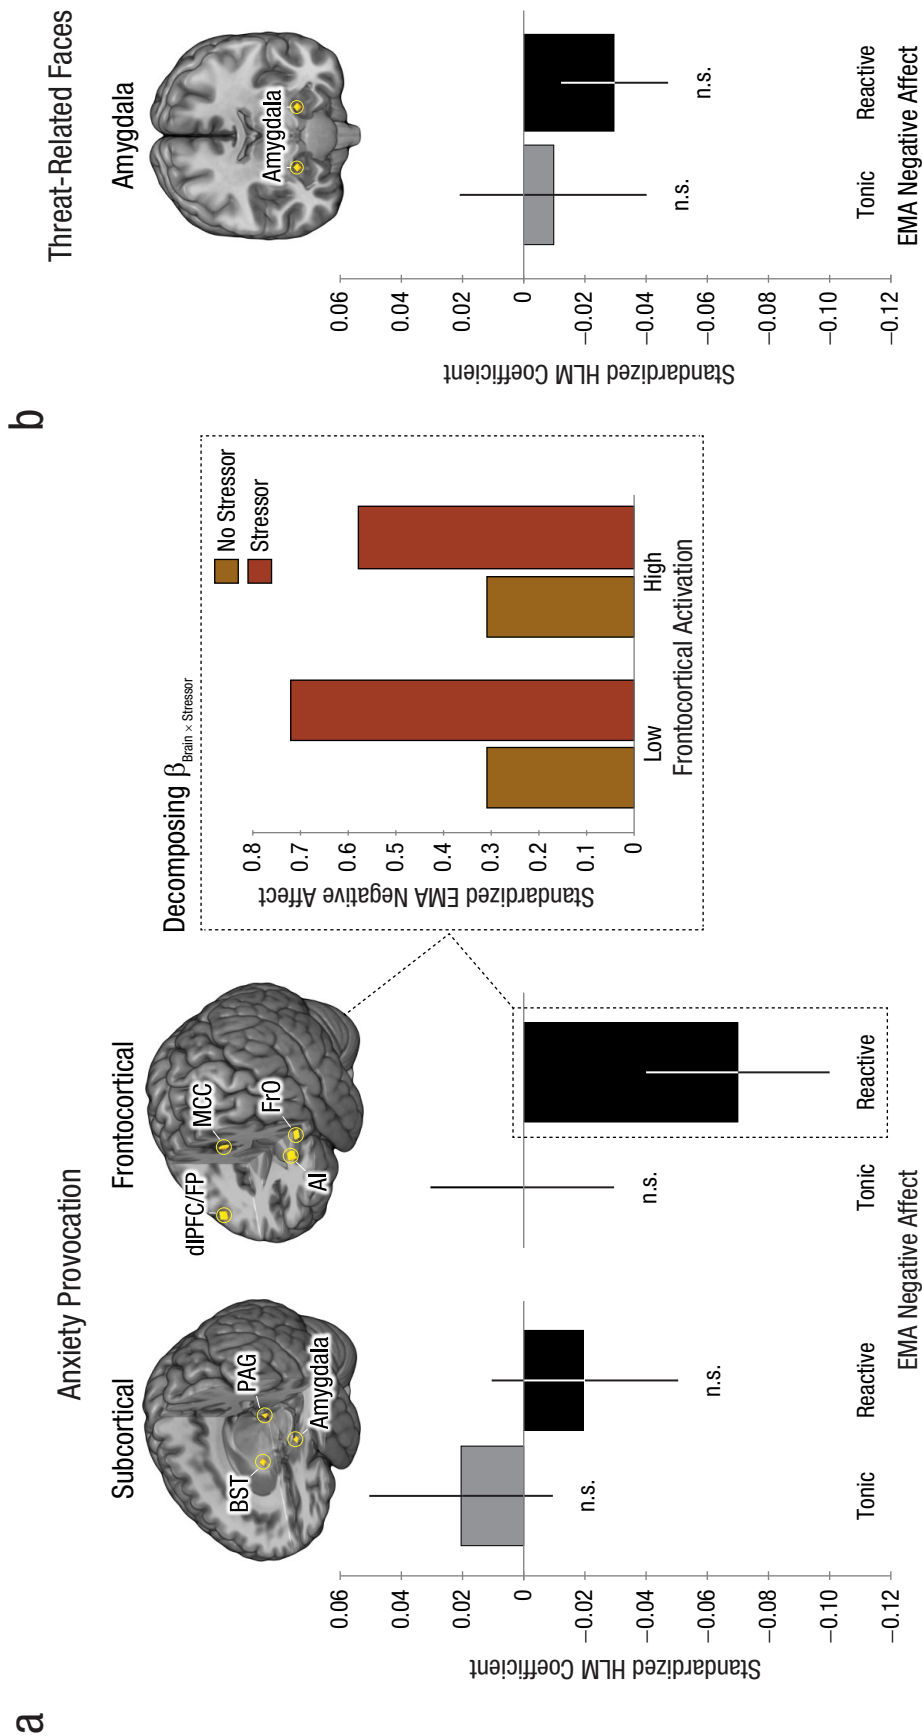 a
Anxiety Provocation
Subcortical
BST
PAG
Amygdala
Frontocortical
dlPFC/FP
MCC
AI
FrO
Standardized HLM Coefficient
0.06
0.04
0.02
0
−0.02
−0.04
−0.06
−0.08
−0.10
−0.12
n.s.
n.s.
n.s.
Tonic
Reactive
Tonic
Reactive
EMA Negative Affect
Decomposing β Brain × Stressor
No Stressor
Stressor
Standardized EMA Negative Affect
0.8
0.7
0.6
0.5
0.4
0.3
0.2
0.1
0
Low
High
Frontocortical Activation
b
Threat-Related Faces
Amygdala
Amygdala
Standardized HLM Coefficient
0.06
0.04
0.02
0
−0.02
−0.04
−0.06
−0.08
−0.10
−0.12
n.s.
n.s.
Tonic
Reactive
EMA Negative Affect